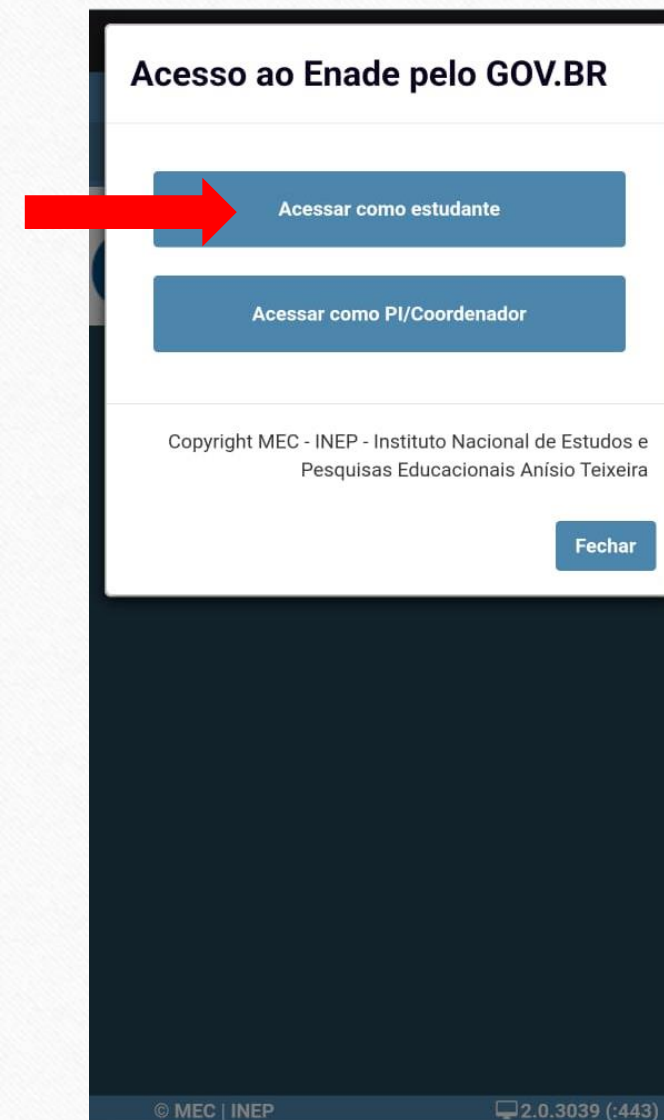 Acesso ao Enade pelo GOV.BR
Acessar como estudante
Acessar como PI/Coordenador
Copyright MEC - INEP - Instituto Nacional de Estudos e
Pesquisas Educacionais Anísio Teixeira
Fechar
© MEC | INEP 2.0.3039 (:443)